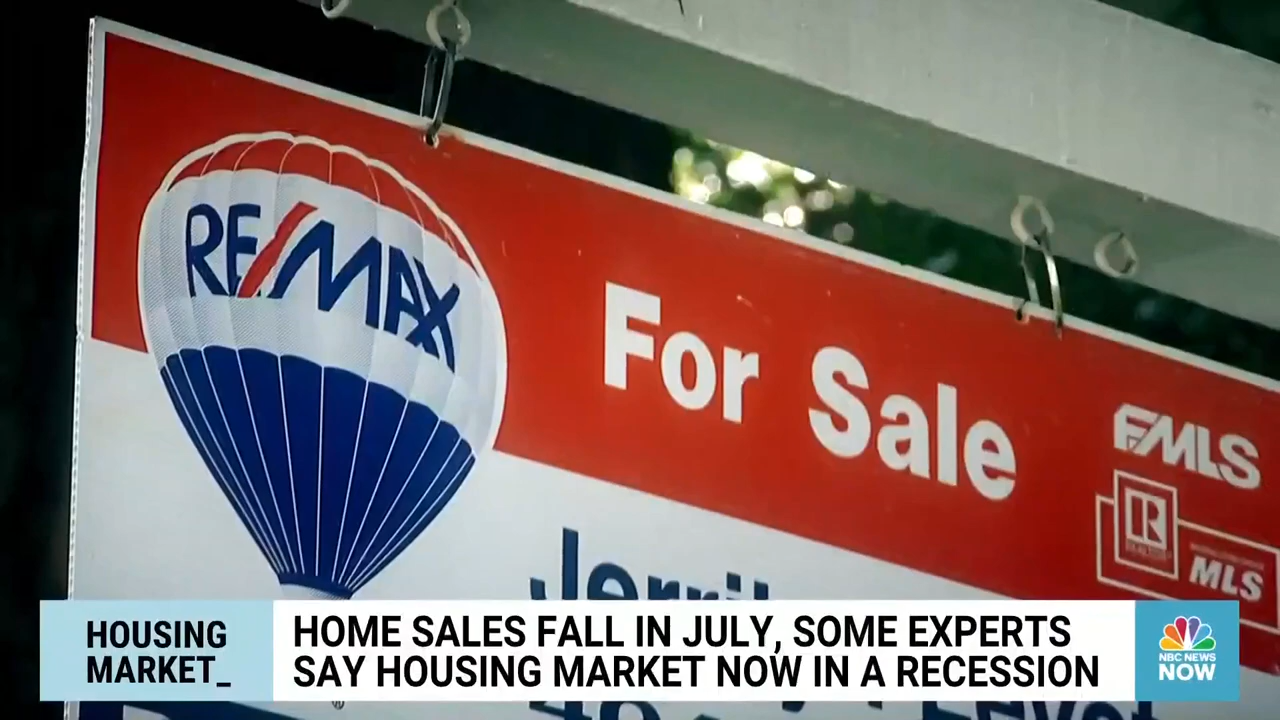 RE/MAX
For Sale
FMLS
R
REALTOR
MLS
HOUSING
MARKET_
HOME SALES FALL IN JULY, SOME EXPERTS
SAY HOUSING MARKET NOW IN A RECESSION
NBC NEWS
NOW